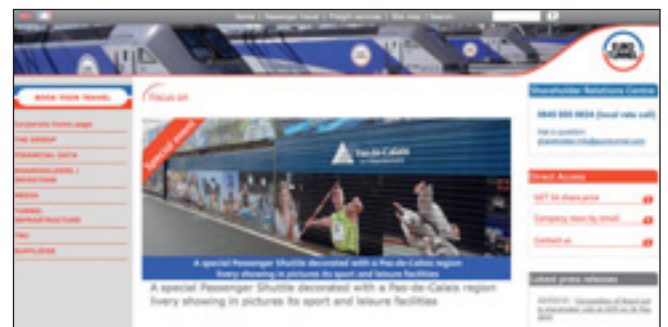 Home | Passenger travel | Freight services | Site map | Search:
EURO
TUNNEL
BOOK YOUR TRAVEL
Corporate home page
THE GROUP
FINANCIAL DATA
SHAREHOLDERS /
INVESTORS
MEDIA
TUNNEL
INFRASTRUCTURE
SUPPLIERS
Focus on
Special event
Pas-de-Calais
A special Passenger Shuttle decorated with a Pas-de-Calais region
livery showing in pictures its sport and leisure facilities
A special Passenger Shuttle decorated with a Pas-de-Calais region
livery showing in pictures its sport and leisure facilities
Shareholder Relations Centre
(local rate call)
Ask a question:
Direct Access
GET SA share price
Company news by email
Contact us
Latest press releases